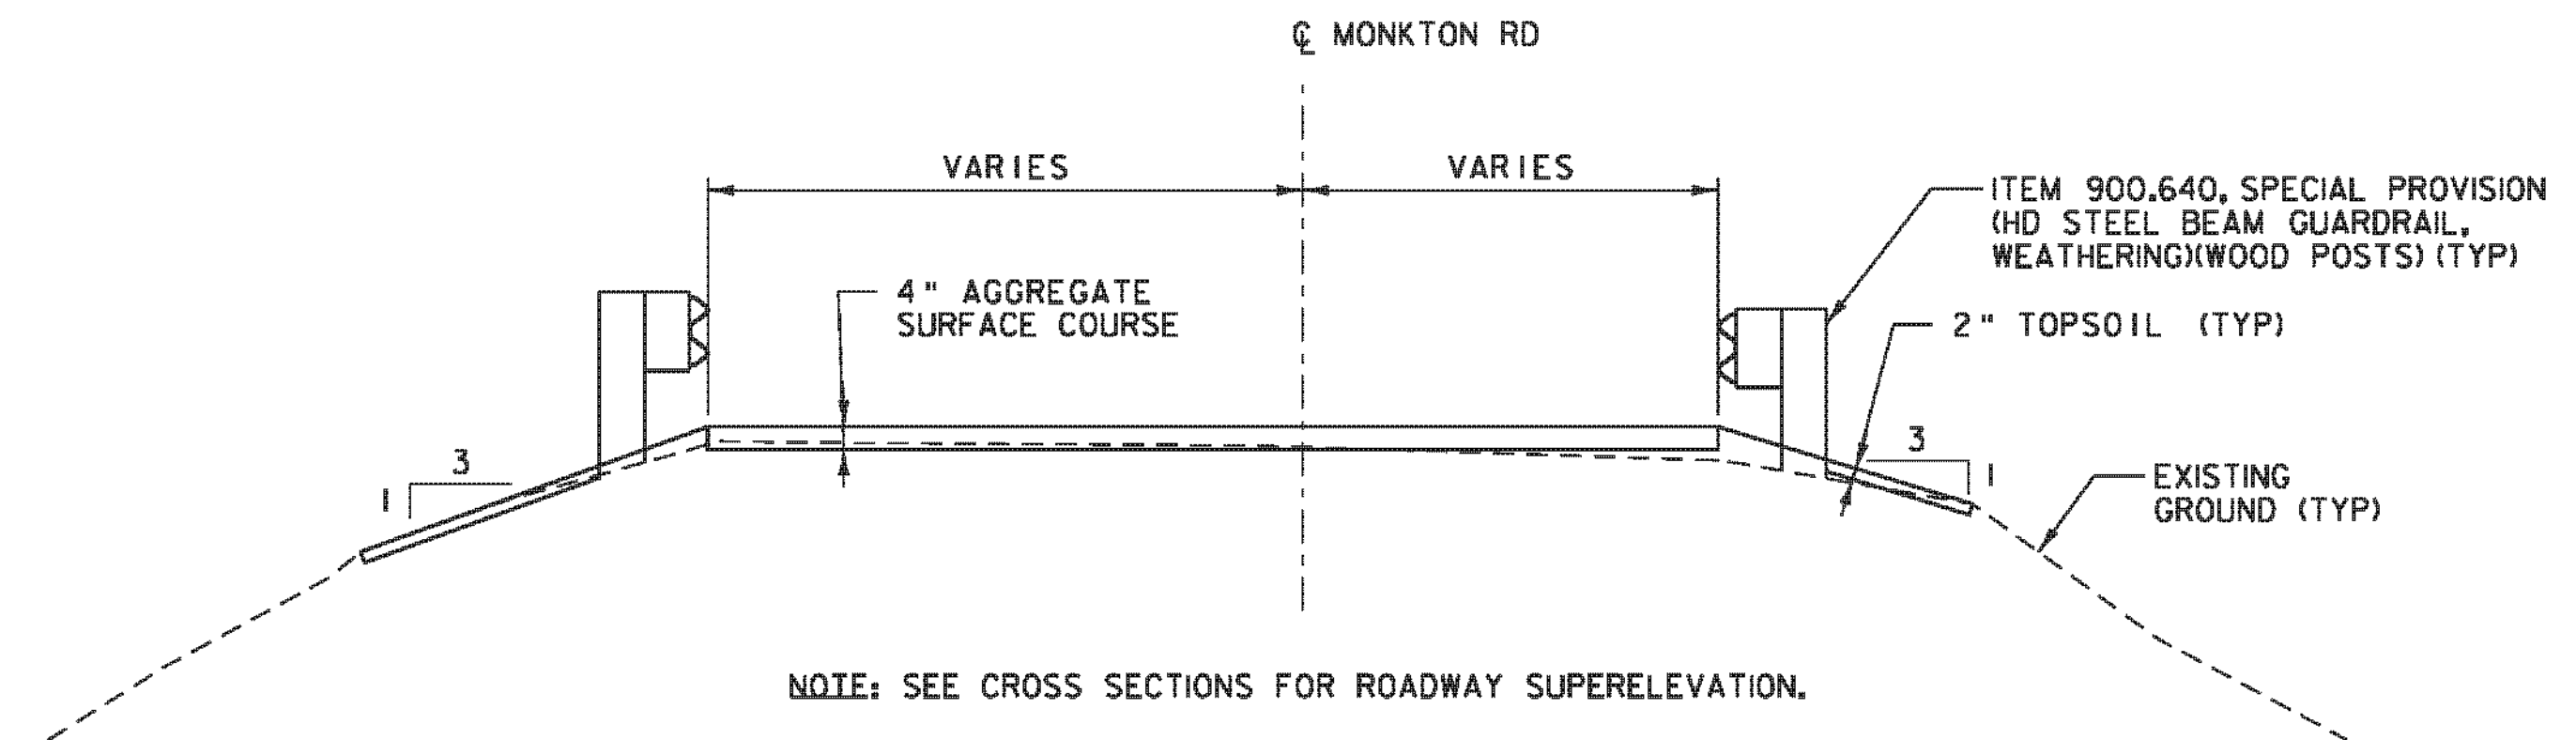 ℄ MONKTON RD
VARIES
VARIES
ITEM 900.640, SPECIAL PROVISION
(HD STEEL BEAM GUARDRAIL,
WEATHERING)(WOOD POSTS) (TYP)
4" AGGREGATE
SURFACE COURSE
2" TOPSOIL (TYP)
3
1
3
1
EXISTING
GROUND (TYP)
NOTE: SEE CROSS SECTIONS FOR ROADWAY SUPERELEVATION.